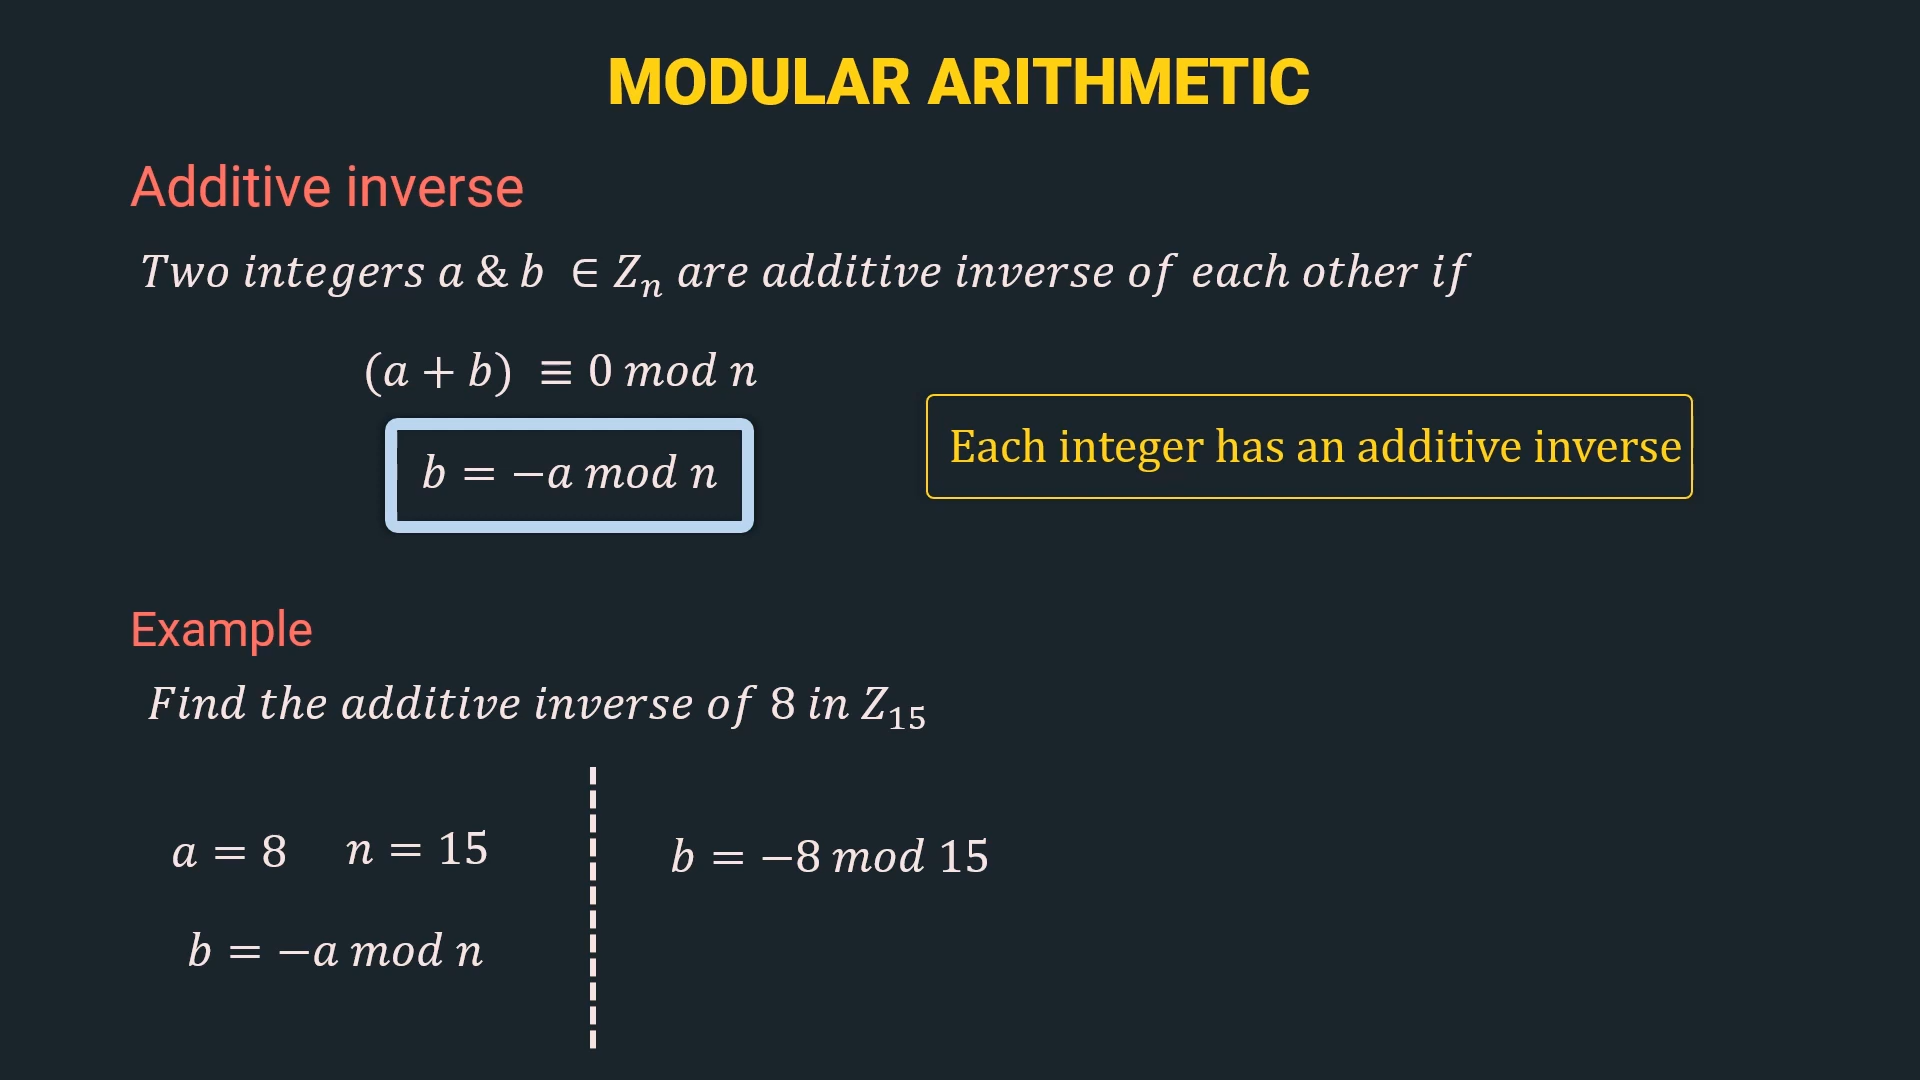 MODULAR ARITHMETIC
Additive inverse
Two integers a & b ∈ Zₙ are additive inverse of each other if
(a + b) ≡ 0 mod n
b = −a mod n
Each integer has an additive inverse
Example
Find the additive inverse of 8 in Z₁₅
a = 8 n = 15
b = −8 mod 15
b = −a mod n